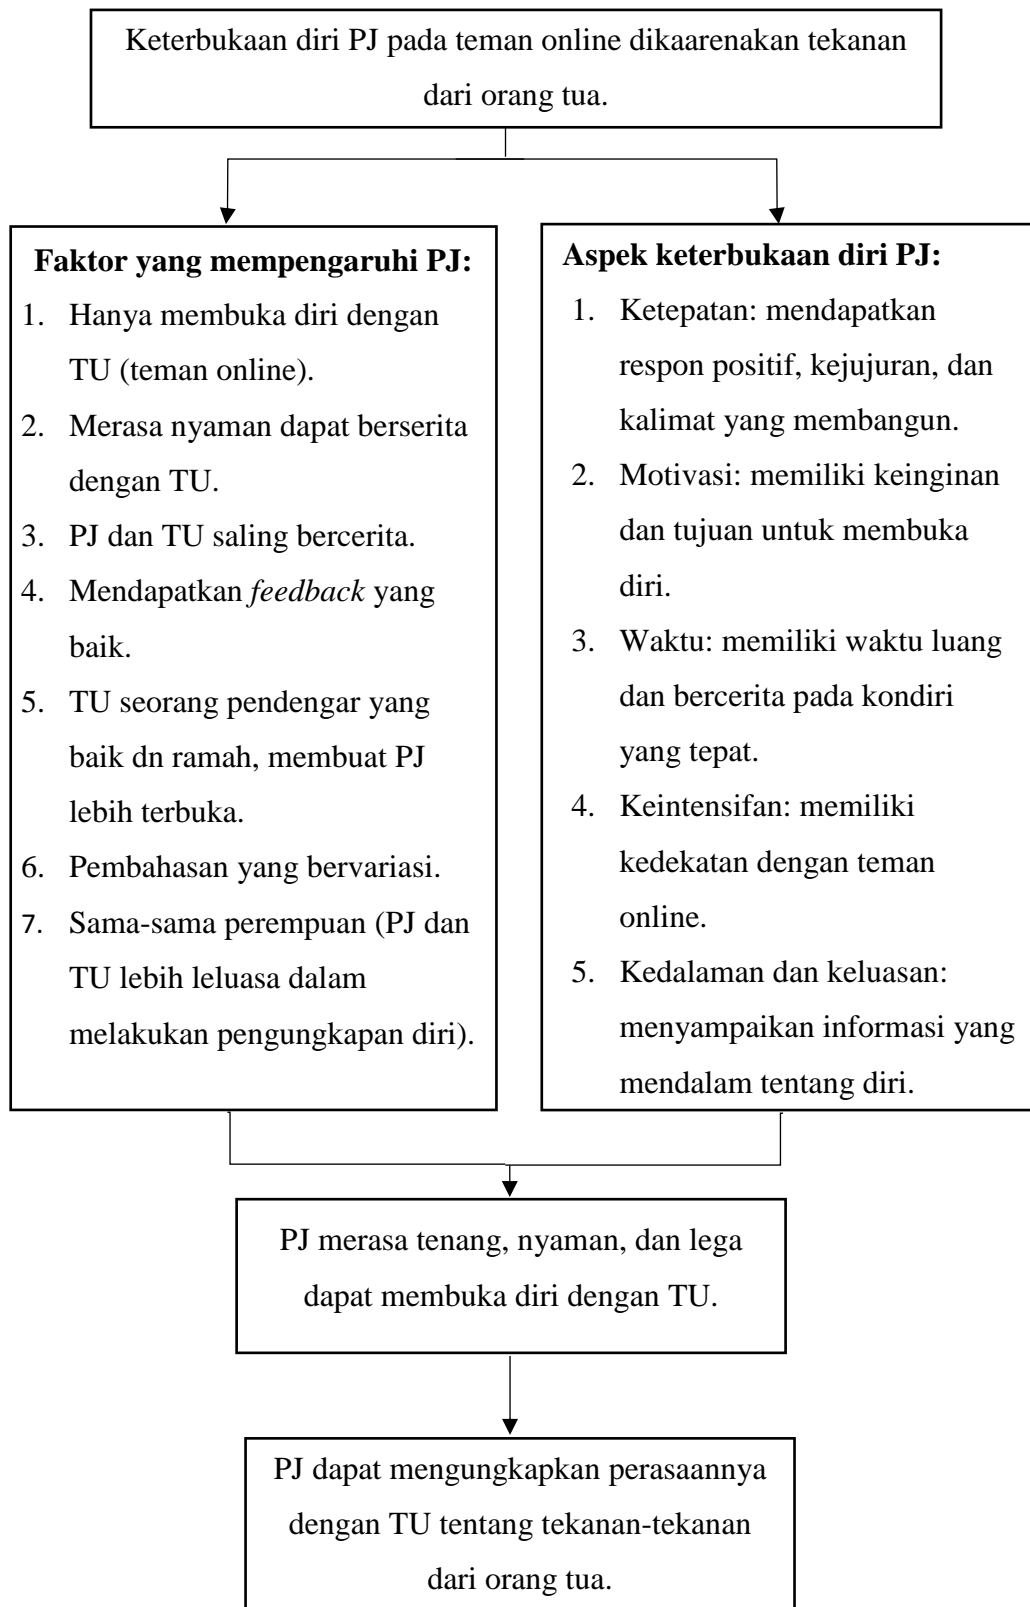 Keterbukaan diri PJ pada teman online dikaarenakan tekanan
dari orang tua.
Faktor yang mempengaruhi PJ:
1. Hanya membuka diri dengan
TU (teman online).
2. Merasa nyaman dapat berserita
dengan TU.
3. PJ dan TU saling bercerita.
4. Mendapatkan feedback yang
baik.
5. TU seorang pendengar yang
baik dn ramah, membuat PJ
lebih terbuka.
6. Pembahasan yang bervariasi.
7. Sama-sama perempuan (PJ dan
TU lebih leluasa dalam
melakukan pengungkapan diri).
Aspek keterbukaan diri PJ:
1. Ketepatan: mendapatkan
respon positif, kejujuran, dan
kalimat yang membangun.
2. Motivasi: memiliki keinginan
dan tujuan untuk membuka
diri.
3. Waktu: memiliki waktu luang
dan bercerita pada kondiri
yang tepat.
4. Keintensifan: memiliki
kedekatan dengan teman
online.
5. Kedalaman dan keluasan:
menyampaikan informasi yang
mendalam tentang diri.
PJ merasa tenang, nyaman, dan lega
dapat membuka diri dengan TU.
PJ dapat mengungkapkan perasaannya
dengan TU tentang tekanan-tekanan
dari orang tua.